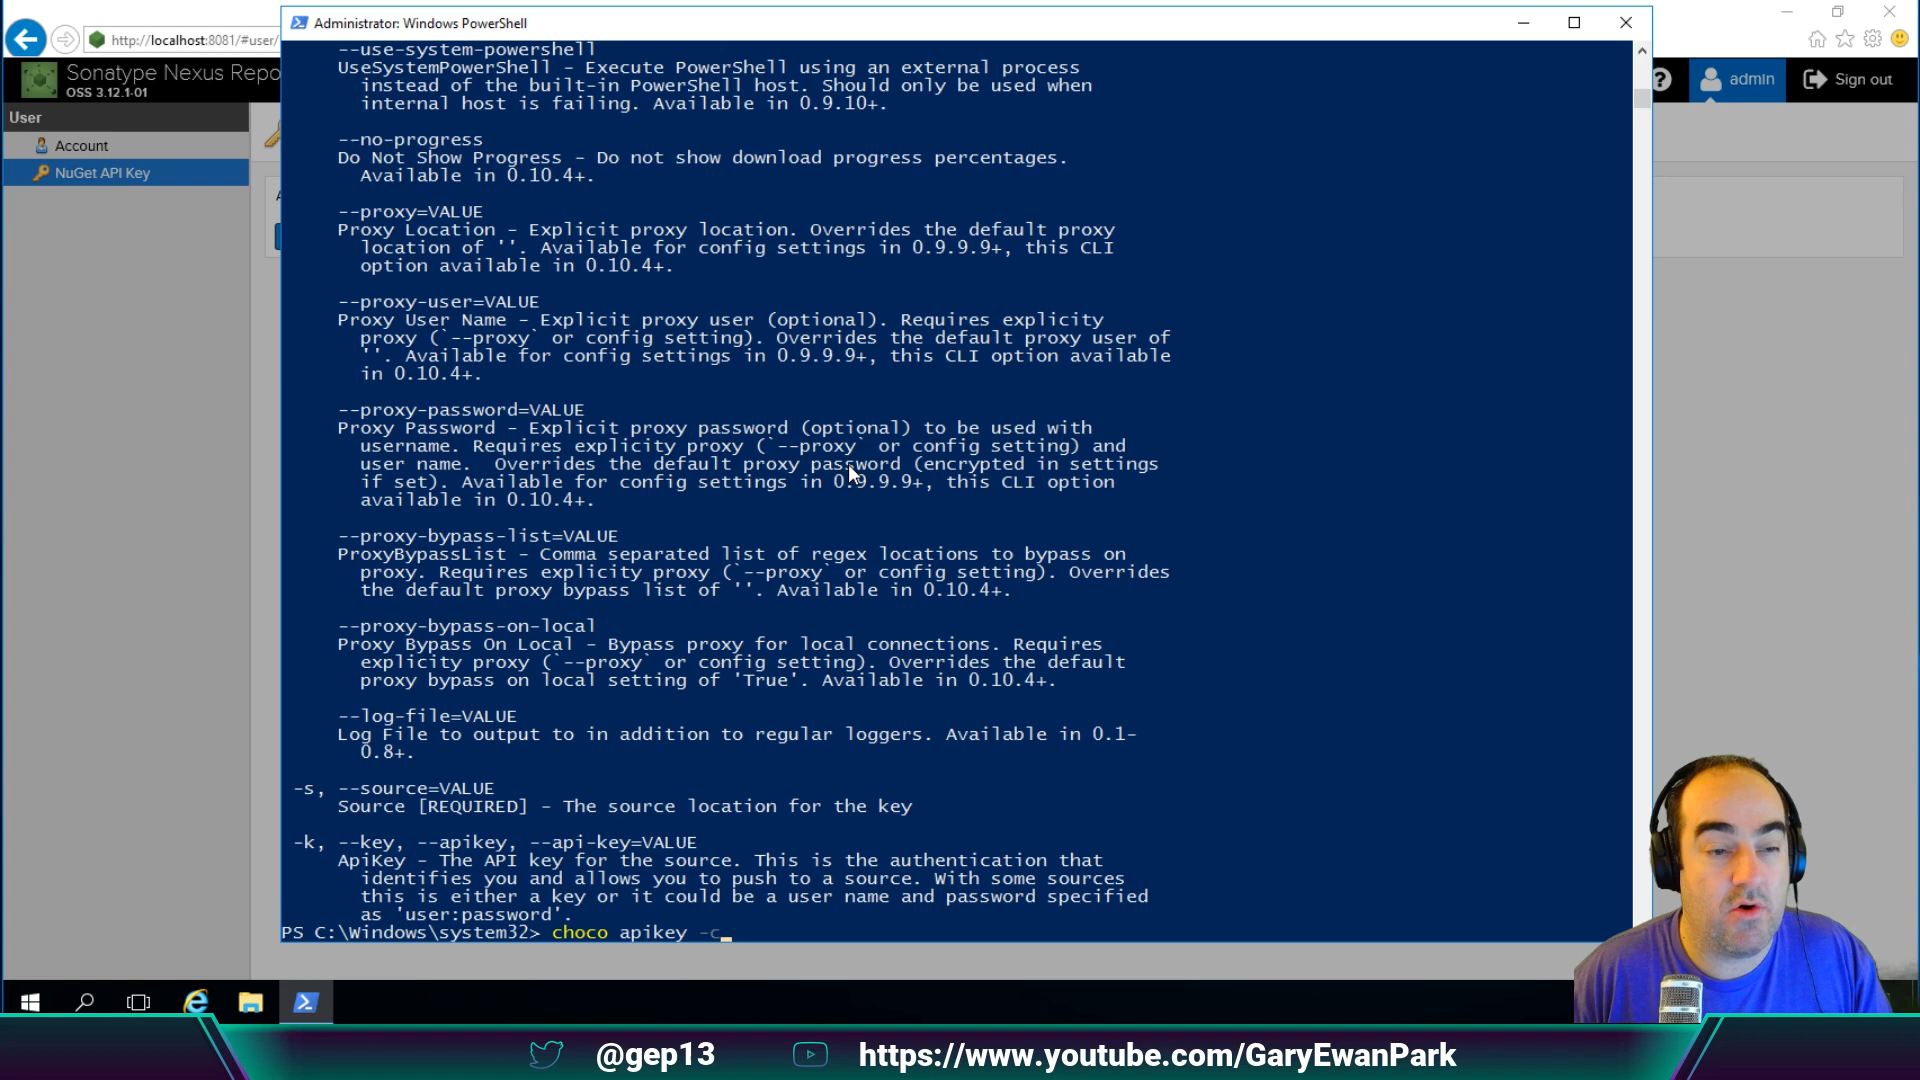 Administrator: Windows PowerShell
http://localhost:8081/#user/
Sonatype Nexus Repo
OSS 3.12.1-01
admin
Sign out
User
Account
NuGet API Key
--use-system-powershell
UseSystemPowerShell - Execute PowerShell using an external process
instead of the built-in PowerShell host. Should only be used when
internal host is failing. Available in 0.9.10+.
--no-progress
Do Not Show Progress - Do not show download progress percentages.
Available in 0.10.4+.
--proxy=VALUE
Proxy Location - Explicit proxy location. Overrides the default proxy
location of ''. Available for config settings in 0.9.9.9+, this CLI
option available in 0.10.4+.
--proxy-user=VALUE
Proxy User Name - Explicit proxy user (optional). Requires explicity
proxy (`--proxy` or config setting). Overrides the default proxy user of
''. Available for config settings in 0.9.9.9+, this CLI option available
in 0.10.4+.
--proxy-password=VALUE
Proxy Password - Explicit proxy password (optional) to be used with
username. Requires explicity proxy (`--proxy` or config setting) and
user name.  Overrides the default proxy password (encrypted in settings
if set). Available for config settings in 0.9.9.9+, this CLI option
available in 0.10.4+.
--proxy-bypass-list=VALUE
ProxyBypassList - Comma separated list of regex locations to bypass on
proxy. Requires explicity proxy (`--proxy` or config setting). Overrides
the default proxy bypass list of ''. Available in 0.10.4+.
--proxy-bypass-on-local
Proxy Bypass On Local - Bypass proxy for local connections. Requires
explicity proxy (`--proxy` or config setting). Overrides the default
proxy bypass on local setting of 'True'. Available in 0.10.4+.
--log-file=VALUE
Log File to output to in addition to regular loggers. Available in 0.1-
0.8+.
-s, --source=VALUE
Source [REQUIRED] - The source location for the key
-k, --key, --apikey, --api-key=VALUE
ApiKey - The API key for the source. This is the authentication that
identifies you and allows you to push to a source. With some sources
this is either a key or it could be a user name and password specified
as 'user:password'.
PS C:\Windows\system32> choco apikey -c_
@gep13
https://www.youtube.com/GaryEwanPark